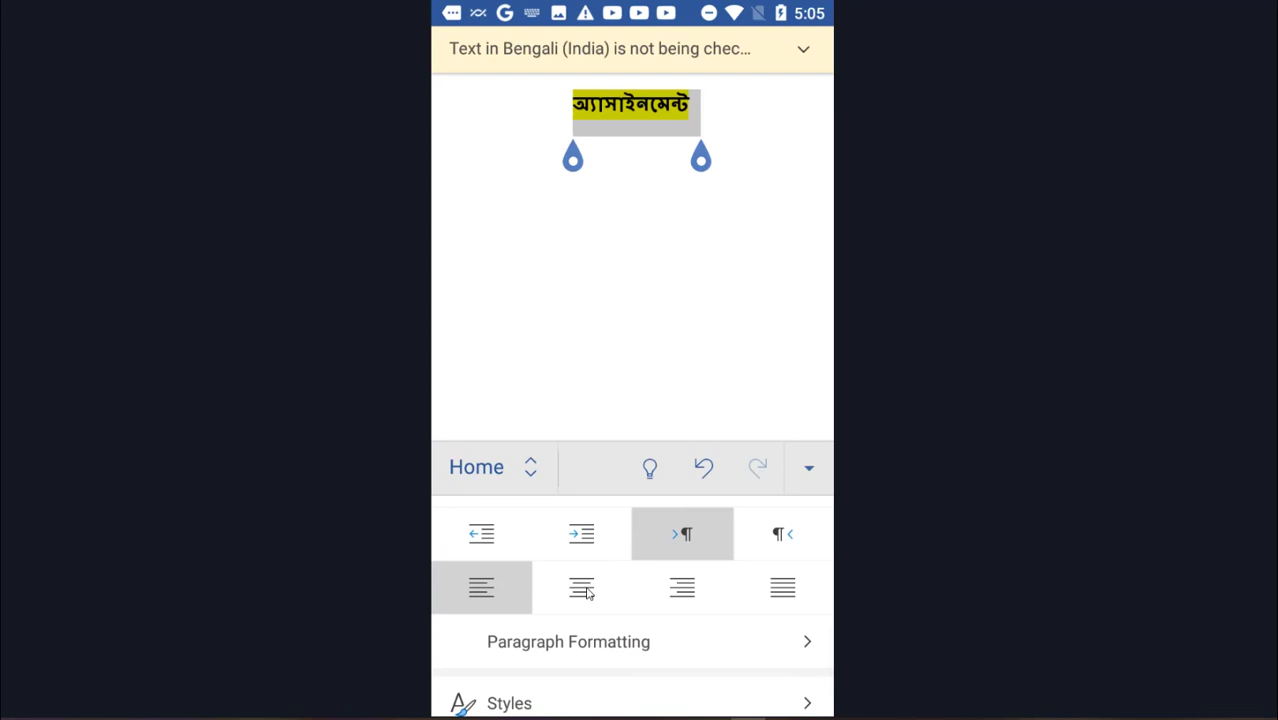 5:05
Text in Bengali (India) is not being chec...
অ্যাসাইনমেন্ট
Home
Paragraph Formatting
Styles